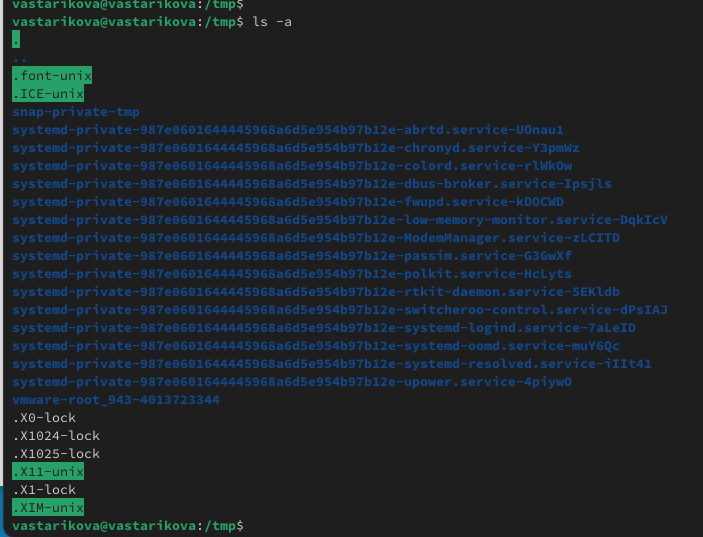 vastarikova@vastarikova:/tmp$
vastarikova@vastarikova:/tmp$ ls -a
.
..
.font-unix
.ICE-unix
snap-private-tmp
systemd-private-987e0601644445968a6d5e954b97b12e-abrtd.service-UOnau1
systemd-private-987e0601644445968a6d5e954b97b12e-chronyd.service-Y3pmWz
systemd-private-987e0601644445968a6d5e954b97b12e-colord.service-rlWkOw
systemd-private-987e0601644445968a6d5e954b97b12e-dbus-broker.service-Ipsjls
systemd-private-987e0601644445968a6d5e954b97b12e-fwupd.service-kDOCWD
systemd-private-987e0601644445968a6d5e954b97b12e-low-memory-monitor.service-DqkIcV
systemd-private-987e0601644445968a6d5e954b97b12e-ModemManager.service-zLCITD
systemd-private-987e0601644445968a6d5e954b97b12e-passim.service-G3GwXf
systemd-private-987e0601644445968a6d5e954b97b12e-polkit.service-HcLyts
systemd-private-987e0601644445968a6d5e954b97b12e-rtkit-daemon.service-5EKldb
systemd-private-987e0601644445968a6d5e954b97b12e-switcheroo-control.service-dPsIAJ
systemd-private-987e0601644445968a6d5e954b97b12e-systemd-logind.service-7aLeID
systemd-private-987e0601644445968a6d5e954b97b12e-systemd-oomd.service-muY6Qc
systemd-private-987e0601644445968a6d5e954b97b12e-systemd-resolved.service-iIIt41
systemd-private-987e0601644445968a6d5e954b97b12e-upower.service-4piywO
vmware-root_943-4013723344
.X0-lock
.X1024-lock
.X1025-lock
.X11-unix
.X1-lock
.XIM-unix
vastarikova@vastarikova:/tmp$